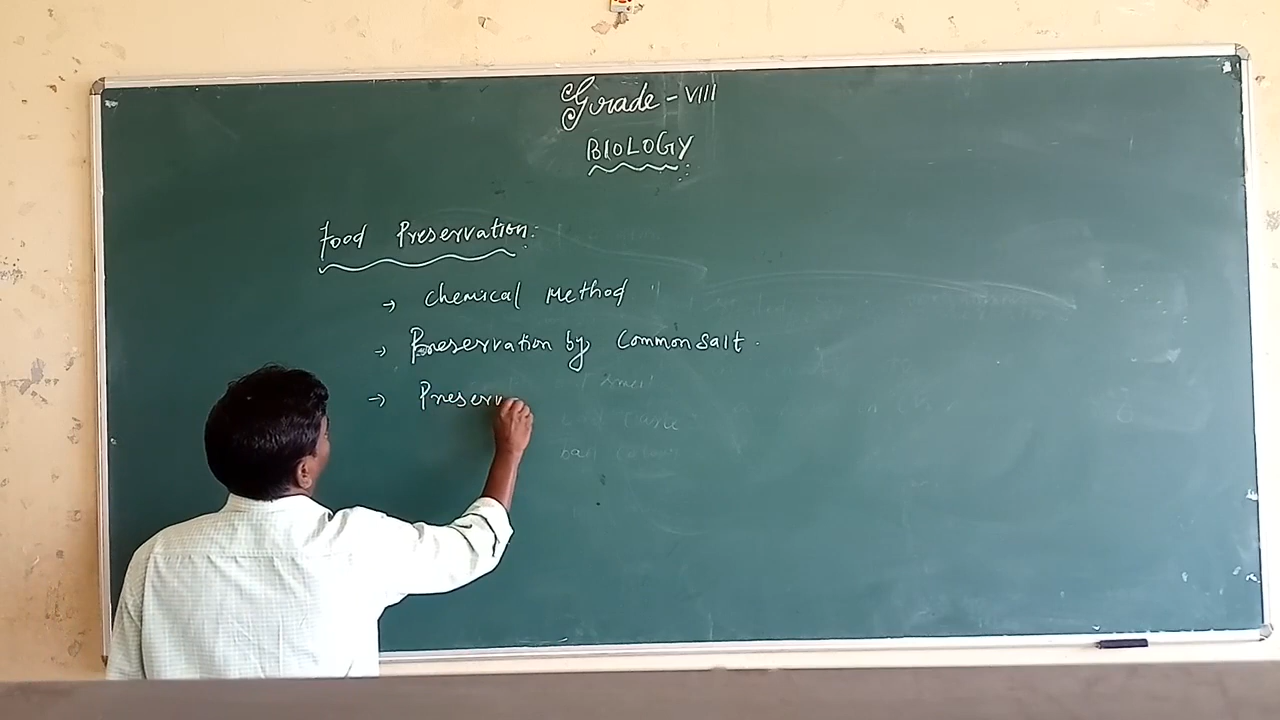 Grade - VIII
BIOLOGY
Food Preservation:
→ Chemical Method
→ Preservation by Common Salt.
→ Preserv